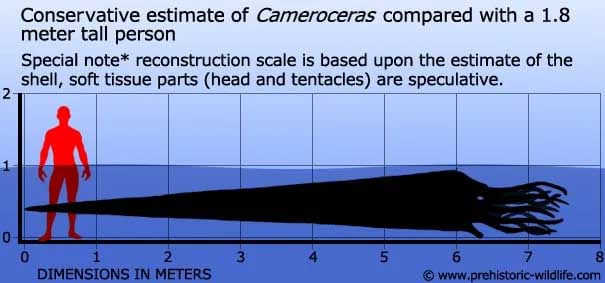 Conservative estimate of Cameroceras compared with a 1.8
meter tall person
Special note* reconstruction scale is based upon the estimate of the
shell, soft tissue parts (head and tentacles) are speculative.
2
1
0
0 1 2 3 4 5 6 7 8
DIMENSIONS IN METERS
© www.prehistoric-wildlife.com